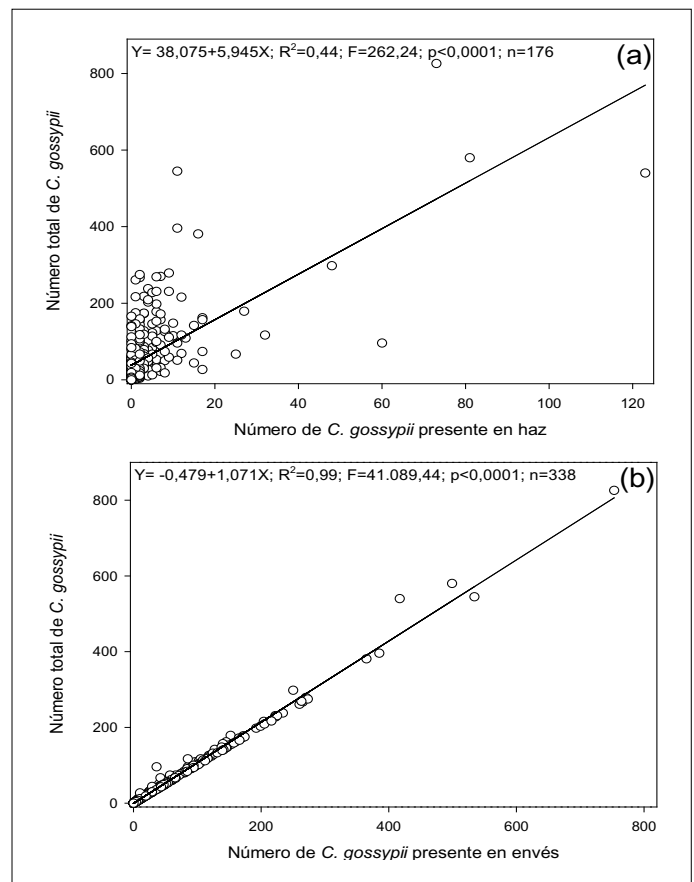 Y= 38,075+5,945X; R²=0,44; F=262,24; p<0,0001; n=176
(a)
800
600
400
200
0
Número total de C. gossypii
0 20 40 60 80 100 120
Número de C. gossypii presente en haz
Y= -0,479+1,071X; R²=0,99; F=41.089,44; p<0,0001; n=338
(b)
800
600
400
200
0
Número total de C. gossypii
0 200 400 600 800
Número de C. gossypii presente en envés